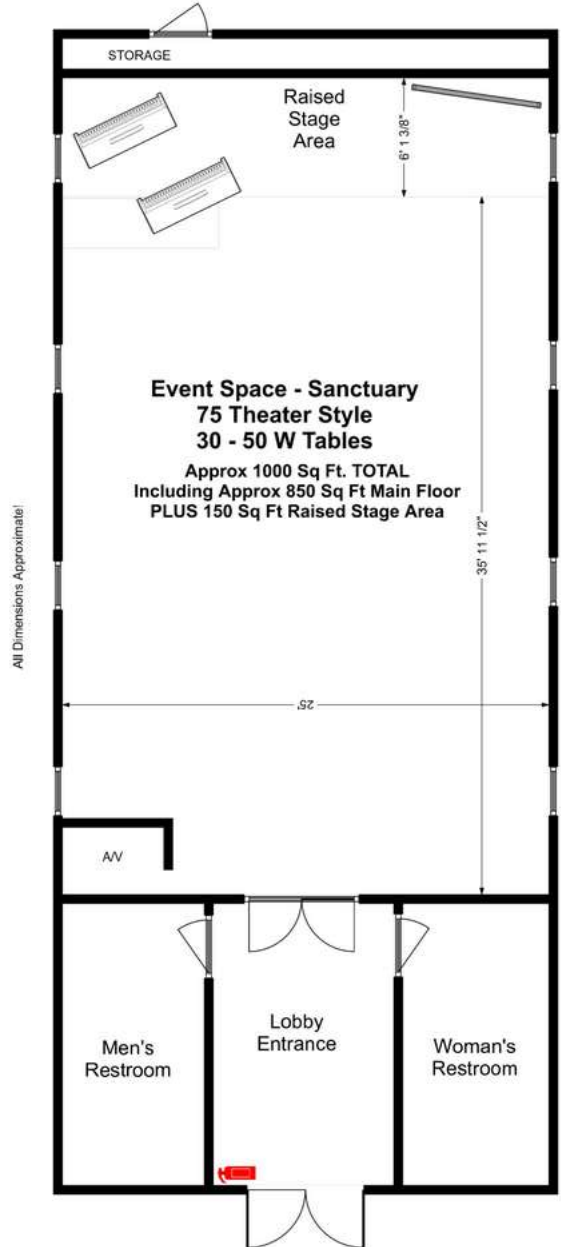 STORAGE
Raised
Stage
Area
6' 1 3/8"
Event Space - Sanctuary
75 Theater Style
30 - 50 W Tables
Approx 1000 Sq Ft. TOTAL
Including Approx 850 Sq Ft Main Floor
PLUS 150 Sq Ft Raised Stage Area
All Dimensions Approximate!
35' 11 1/2"
25'
A/V
Men's
Restroom
Lobby
Entrance
Woman's
Restroom